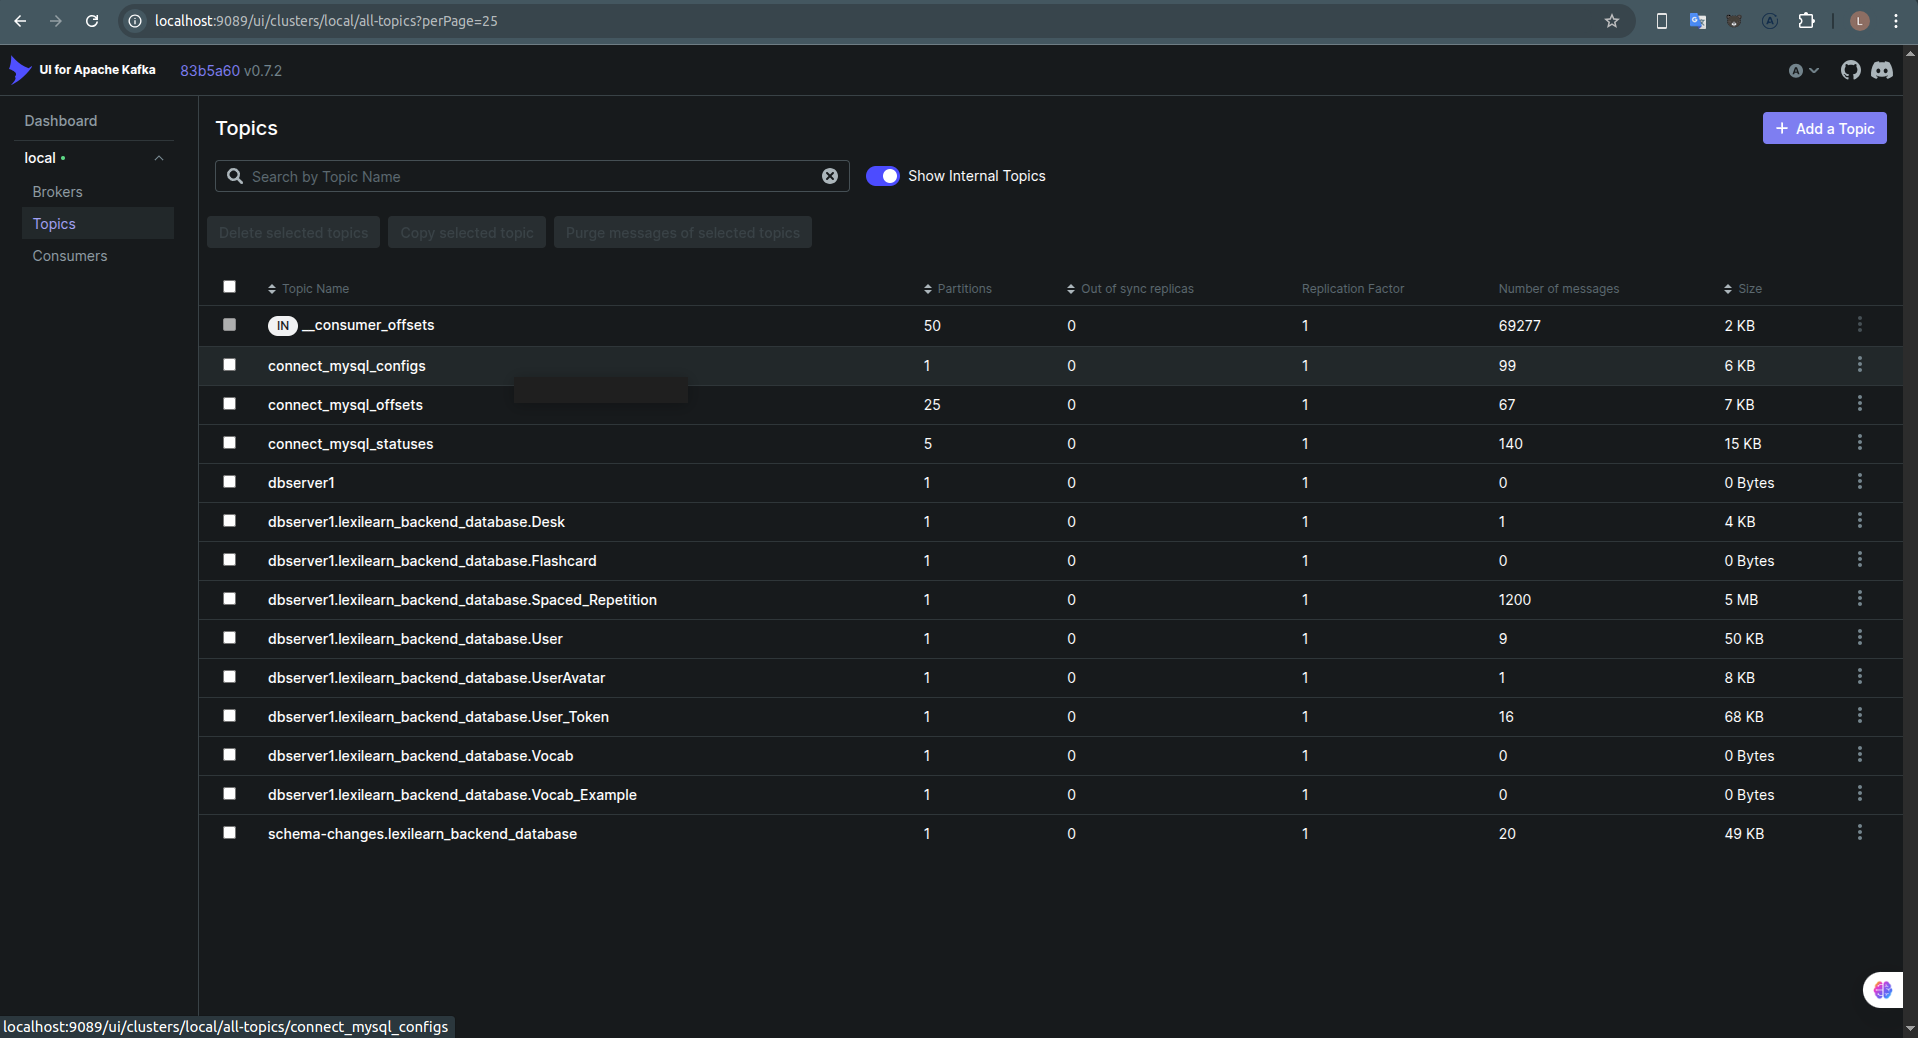 localhost:9089/ui/clusters/local/all-topics?perPage=25
L
UI for Apache Kafka 83b5a60 v0.7.2
A
Dashboard
local
Brokers
Topics
Consumers
Topics
+ Add a Topic
Search by Topic Name
Show Internal Topics
Delete selected topics Copy selected topic Purge messages of selected topics
Topic Name Partitions Out of sync replicas Replication Factor Number of messages Size
IN __consumer_offsets 50 0 1 69277 2 KB
connect_mysql_configs 1 0 1 99 6 KB
connect_mysql_offsets 25 0 1 67 7 KB
connect_mysql_statuses 5 0 1 140 15 KB
dbserver1 1 0 1 0 0 Bytes
dbserver1.lexilearn_backend_database.Desk 1 0 1 1 4 KB
dbserver1.lexilearn_backend_database.Flashcard 1 0 1 0 0 Bytes
dbserver1.lexilearn_backend_database.Spaced_Repetition 1 0 1 1200 5 MB
dbserver1.lexilearn_backend_database.User 1 0 1 9 50 KB
dbserver1.lexilearn_backend_database.UserAvatar 1 0 1 1 8 KB
dbserver1.lexilearn_backend_database.User_Token 1 0 1 16 68 KB
dbserver1.lexilearn_backend_database.Vocab 1 0 1 0 0 Bytes
dbserver1.lexilearn_backend_database.Vocab_Example 1 0 1 0 0 Bytes
schema-changes.lexilearn_backend_database 1 0 1 20 49 KB
localhost:9089/ui/clusters/local/all-topics/connect_mysql_configs